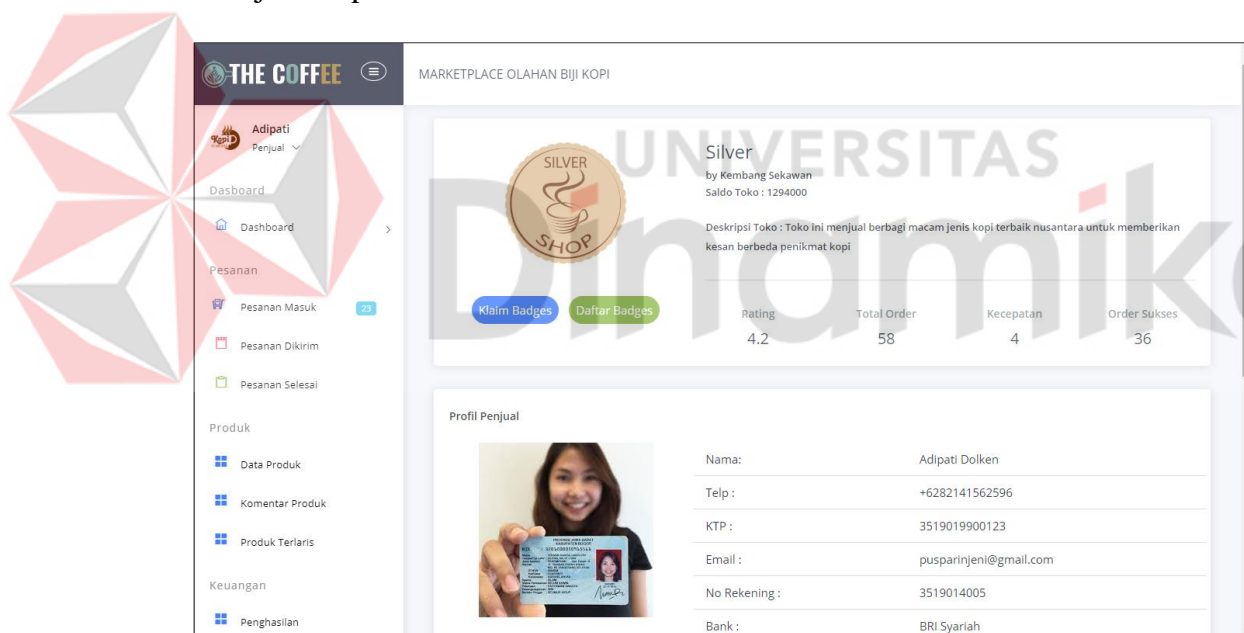 THE COFFEE
MARKETPLACE OLAHAN BIJI KOPI
Adipati
Penjual
Dasboard
Dashboard
Pesanan
Pesanan Masuk 23
Pesanan Dikirim
Pesanan Selesai
Produk
Data Produk
Komentar Produk
Produk Terlaris
Keuangan
Penghasilan
UNIVERSITAS
Dinamika
SILVER
SHOP
Klaim Badges
Daftar Badges
Silver
by Kembang Sekawan
Saldo Toko : 1294000
Deskripsi Toko : Toko ini menjual berbagi macam jenis kopi terbaik nusantara untuk memberikan
kesan berbeda penikmat kopi
Rating Total Order Kecepatan Order Sukses
4.2 58 4 36
Profil Penjual
Nama: Adipati Dolken
Telp : +6282141562596
KTP : 3519019900123
Email : pusparinjeni@gmail.com
No Rekening : 3519014005
Bank : BRI Syariah